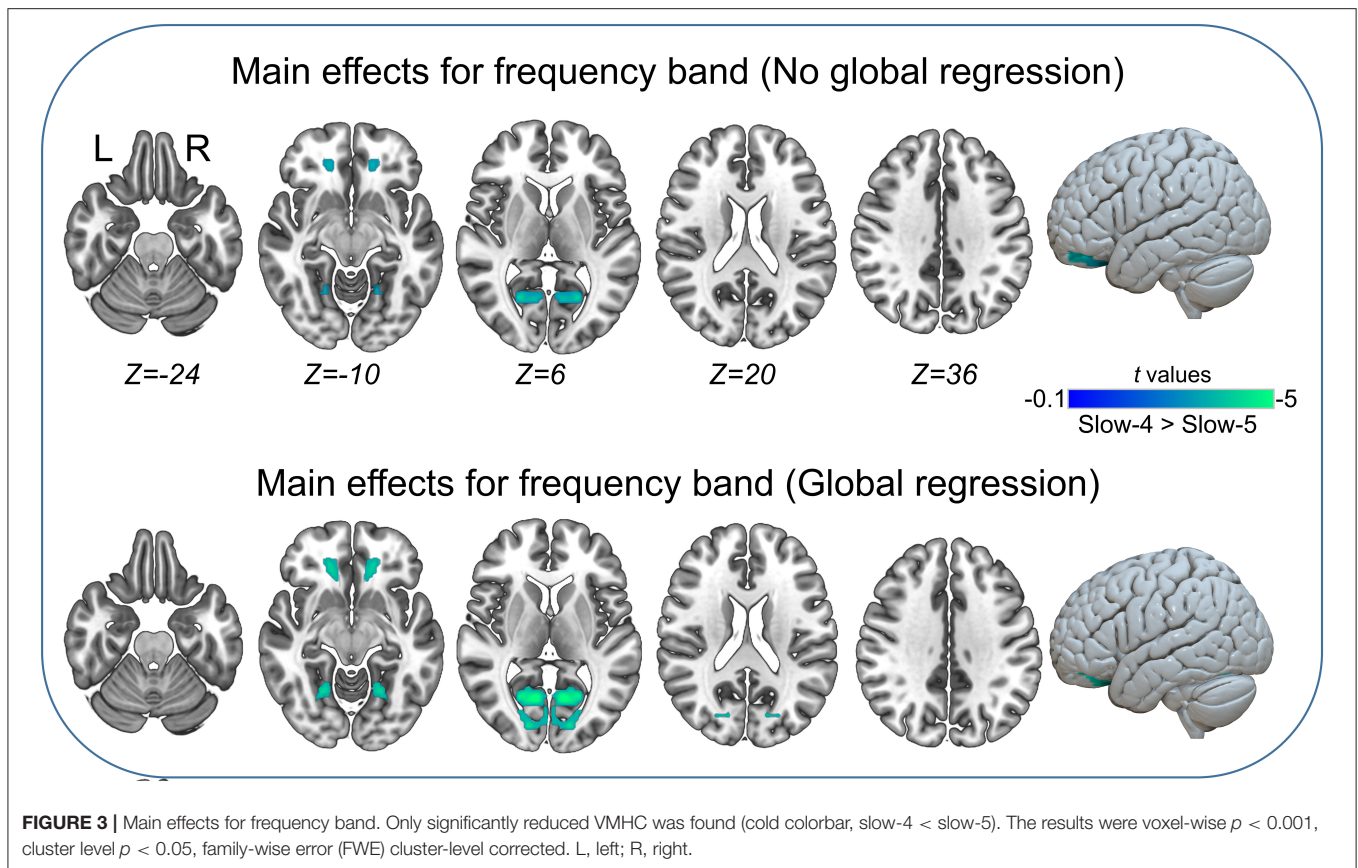 Main effects for frequency band (No global regression)
L R
Z=-24 Z=-10 Z=6 Z=20 Z=36
t values
-0.1 -5
Slow-4 > Slow-5
Main effects for frequency band (Global regression)
FIGURE 3 | Main effects for frequency band. Only significantly reduced VMHC was found (cold colorbar, slow-4 < slow-5). The results were voxel-wise p < 0.001,
cluster level p < 0.05, family-wise error (FWE) cluster-level corrected. L, left; R, right.